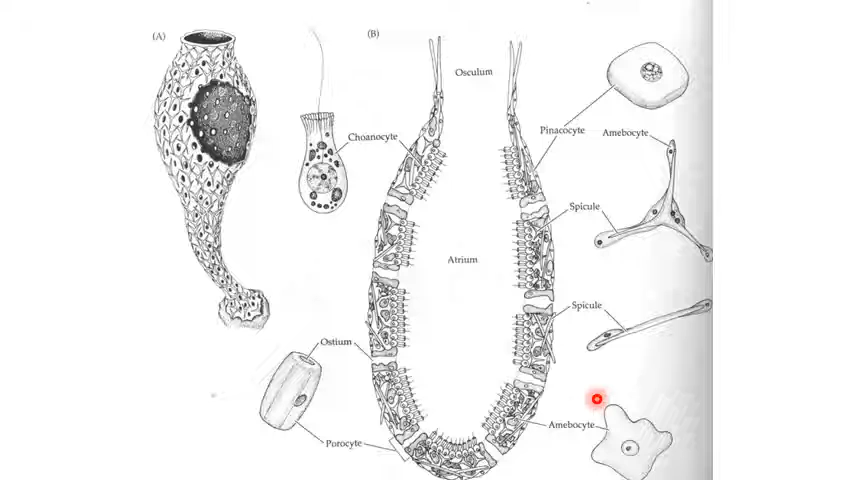 (A)
(B)
Osculum
Choanocyte
Pinacocyte
Amebocyte
Spicule
Atrium
Spicule
Ostium
Amebocyte
Porocyte